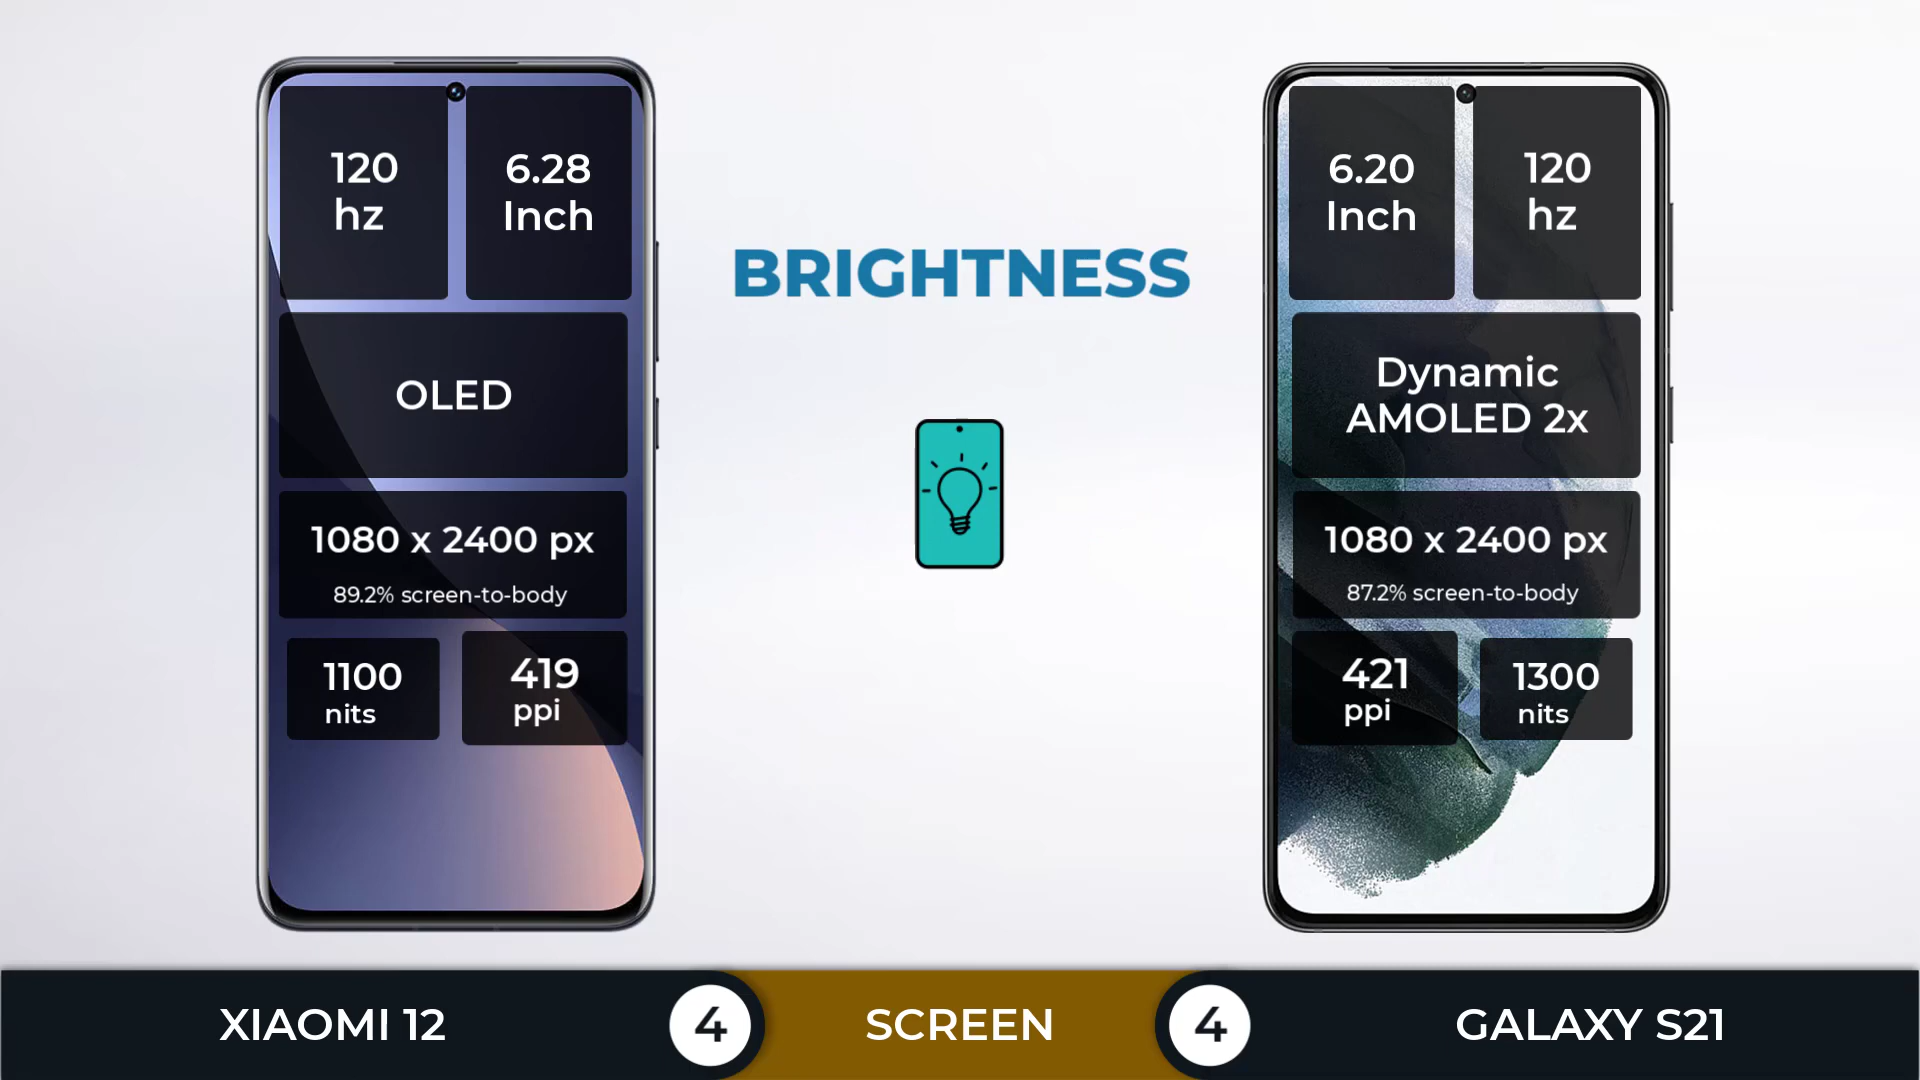 120
hz
6.28
Inch
OLED
1080 x 2400 px
89.2% screen-to-body
1100
nits
419
ppi
BRIGHTNESS
6.20
Inch
120
hz
Dynamic
AMOLED 2x
1080 x 2400 px
87.2% screen-to-body
421
ppi
1300
nits
XIAOMI 12
4
SCREEN
4
GALAXY S21